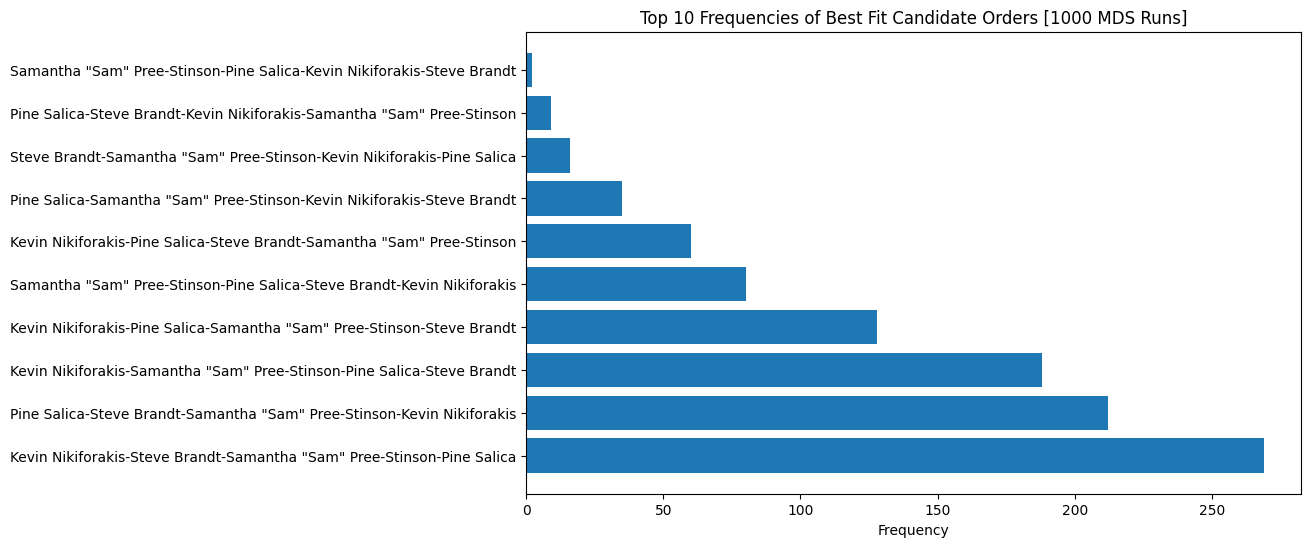 Top 10 Frequencies of Best Fit Candidate Orders [1000 MDS Runs]
Samantha "Sam" Pree-Stinson-Pine Salica-Kevin Nikiforakis-Steve Brandt
Pine Salica-Steve Brandt-Kevin Nikiforakis-Samantha "Sam" Pree-Stinson
Steve Brandt-Samantha "Sam" Pree-Stinson-Kevin Nikiforakis-Pine Salica
Pine Salica-Samantha "Sam" Pree-Stinson-Kevin Nikiforakis-Steve Brandt
Kevin Nikiforakis-Pine Salica-Steve Brandt-Samantha "Sam" Pree-Stinson
Samantha "Sam" Pree-Stinson-Pine Salica-Steve Brandt-Kevin Nikiforakis
Kevin Nikiforakis-Pine Salica-Samantha "Sam" Pree-Stinson-Steve Brandt
Kevin Nikiforakis-Samantha "Sam" Pree-Stinson-Pine Salica-Steve Brandt
Pine Salica-Steve Brandt-Samantha "Sam" Pree-Stinson-Kevin Nikiforakis
Kevin Nikiforakis-Steve Brandt-Samantha "Sam" Pree-Stinson-Pine Salica
0 50 100 150 200 250
Frequency